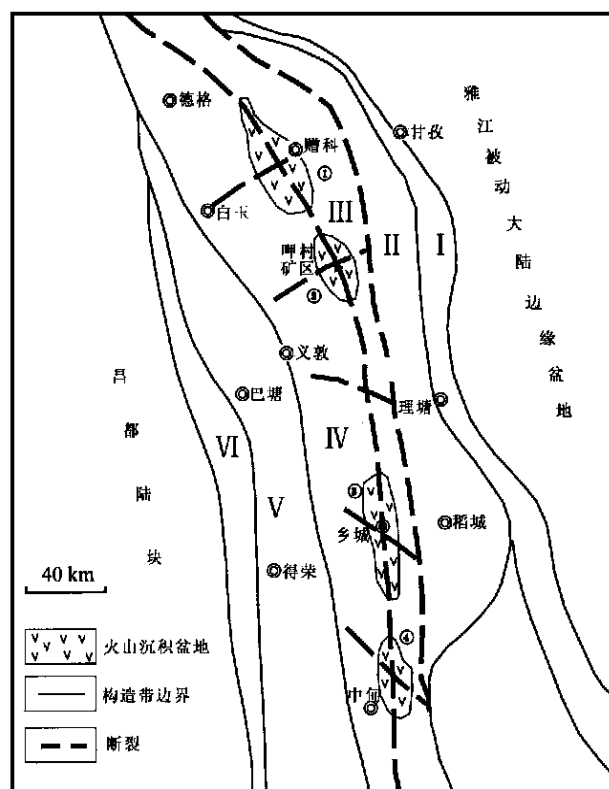 德格
甘孜
雅江被动大陆边缘盆地
赠科
①
白玉
III
II
I
呷村
矿区
②
义敦
巴塘
理塘
昌都陆块
VI
IV
V
③
乡城
稻城
得荣
40 km
④
中甸
火山沉积盆地
构造带边界
断裂